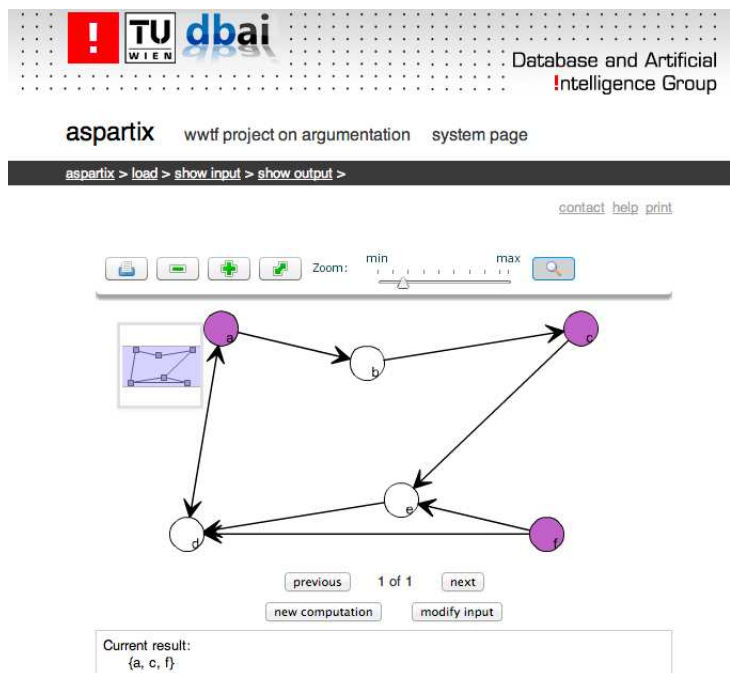 ! TU WIEN dbai
Database and Artificial
!ntelligence Group
aspartix wwtf project on argumentation system page
aspartix > load > show input > show output >
contact help print
Zoom: min max
a
c
b
e
d
f
previous 1 of 1 next
new computation modify input
Current result:
{a, c, f}